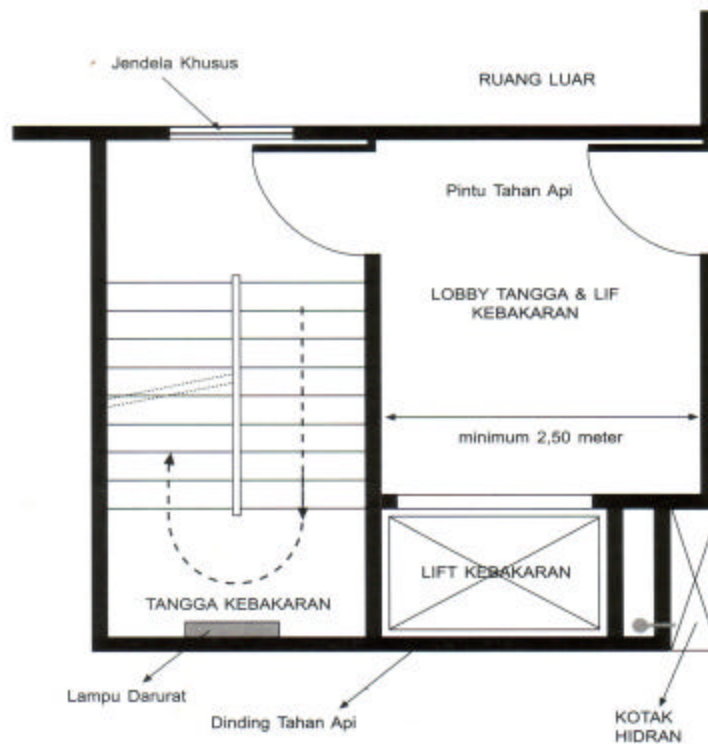 Jendela Khusus
RUANG LUAR
Pintu Tahan Api
LOBBY TANGGA & LIF
KEBAKARAN
minimum 2,50 meter
LIFT KEBAKARAN
TANGGA KEBAKARAN
Lampu Darurat
Dinding Tahan Api
KOTAK
HIDRAN